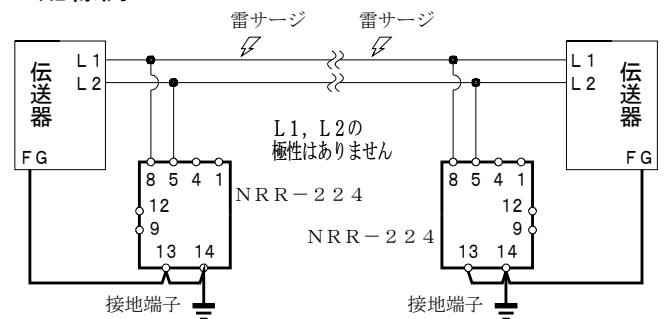 雷サージ 雷サージ
L1 L1
伝送器 L2 L2 伝送器
L1, L2の
極性はありません
FG FG
8 5 4 1 8 5 4 1
NRR-224
12 12
9 9
NRR-224
13 14 13 14
接地端子 接地端子